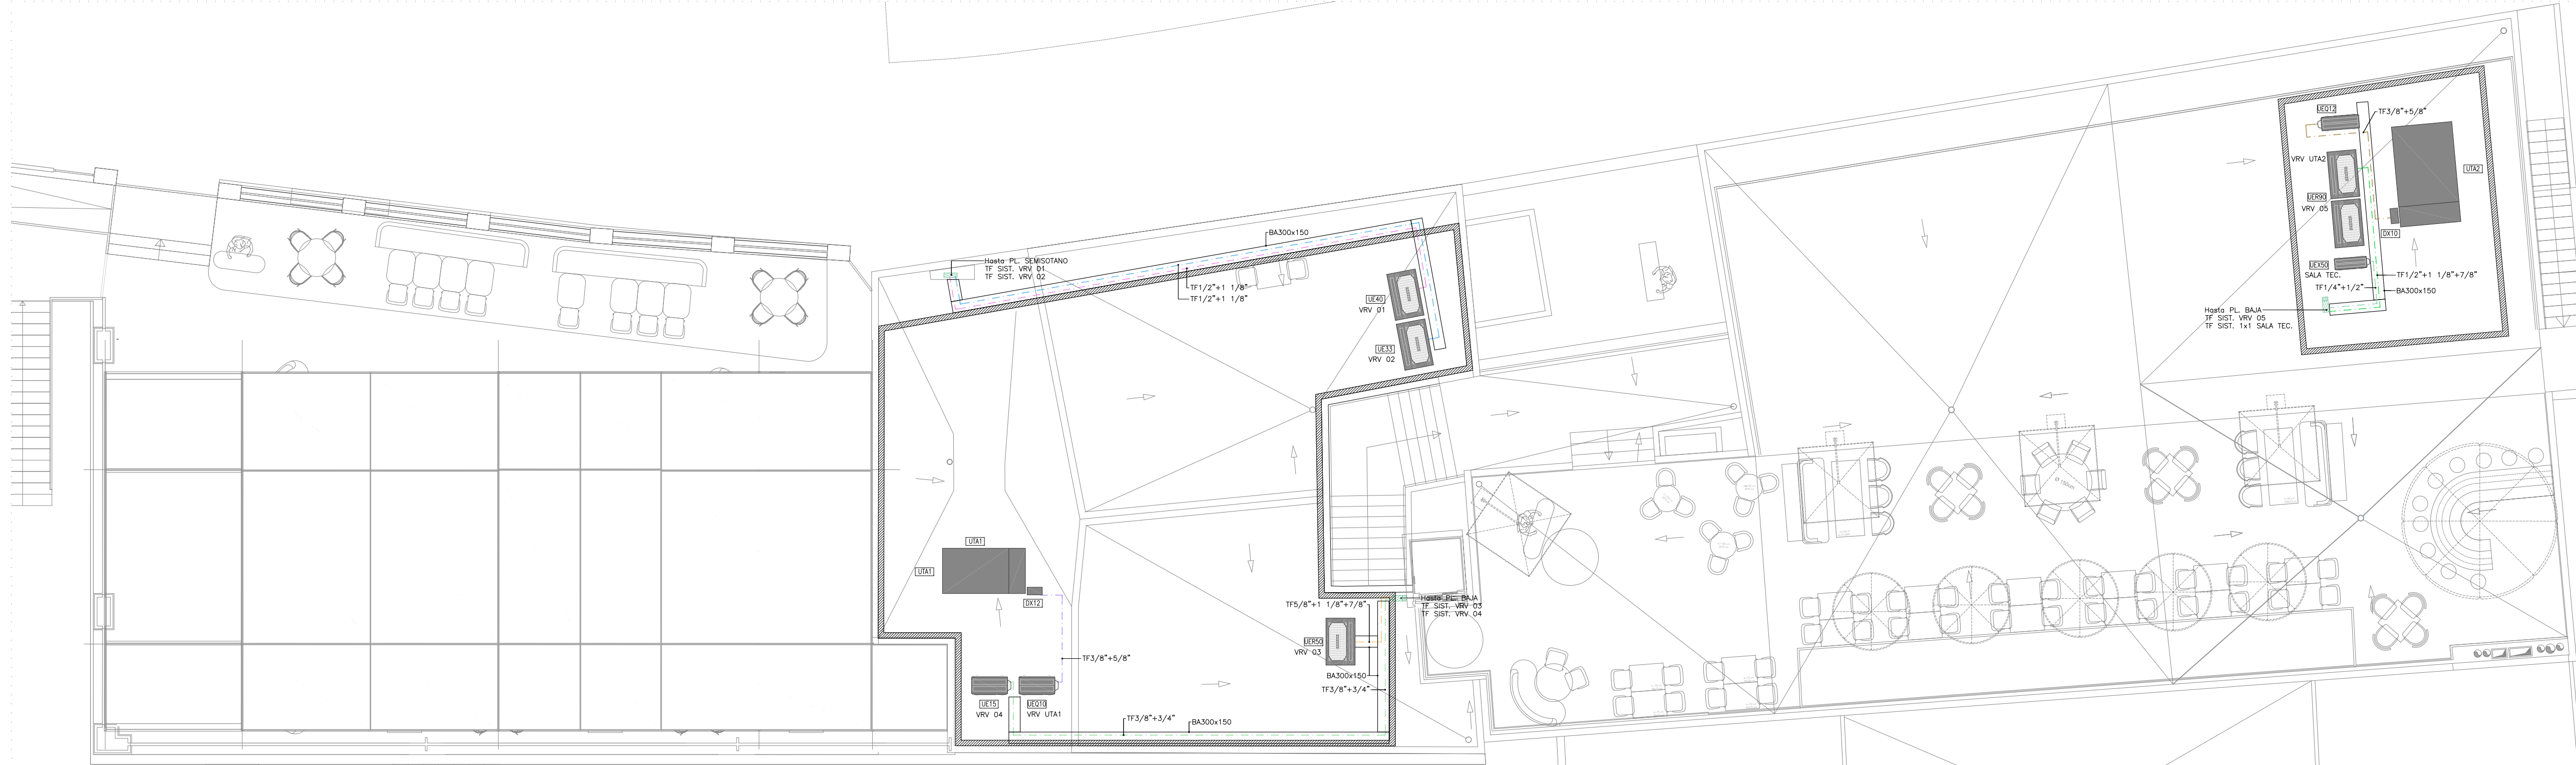 Hasta PL. SEMISOTANO
TF SIST. VRV 01
TF SIST. VRV 02
BA300x150
TF1/2"+1 1/8"
TF1/2"+1 1/8"
UE40
VRV 01
UE33
VRV 02
UTA1
UTA1
DX12
TF3/8"+5/8"
UE15
VRV 04
UEQ10
VRV UTA1
TF3/8"+3/4"
BA300x150
TF5/8"+1 1/8"+7/8"
UER50
VRV 03
BA300x150
TF3/8"+3/4"
Hasta PL. BAJA
TF SIST. VRV 03
TF SIST. VRV 04
UEQ12
TF3/8"+5/8"
VRV UTA2
UTA2
UER90
VRV 05
DX10
UEX50
SALA TEC.
TF1/2"+1 1/8"+7/8"
TF1/4"+1/2"
BA300x150
Hasta PL. BAJA
TF SIST. VRV 05
TF SIST. 1x1 SALA TEC.